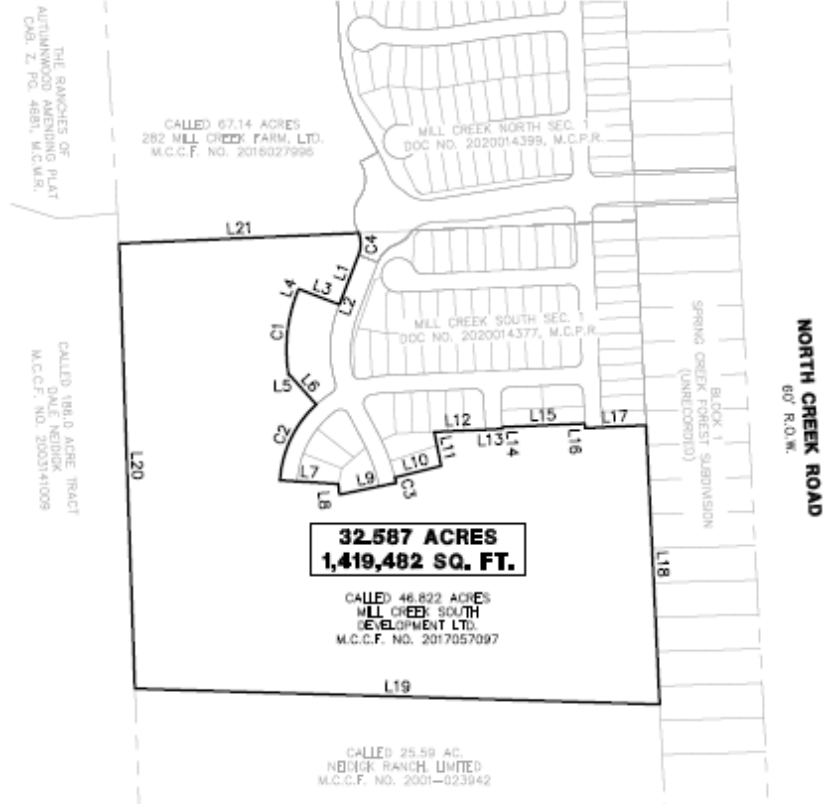 THE RANCHES OF
AUTUMNWOOD AMENDING PLAT
CAB. Z, PG. 4681, M.C.M.R.
CALLED 67.14 ACRES
282 MILL CREEK FARM, LTD.
M.C.C.F. NO. 2016027996
MILL CREEK NORTH SEC. 1
DOC NO. 2020014399, M.C.P.R.
L21
C4
L1
L2
L3
L4
C1
L5
L6
C2
L7
L8
L9
C3
L10
L11
L12
L13
L14
L15
L16
L17
MILL CREEK SOUTH SEC. 1
DOC NO. 2020014377, M.C.P.R.
BLOCK 1
SPRING CREEK FOREST SUBDIVISION
(UNRECORDED)
NORTH CREEK ROAD
60' R.O.W.
CALLED 188.0 ACRE TRACT
DALE NEIDIGK
M.C.C.F. NO. 2003141009
L20
L18
32.587 ACRES
1,419,482 SQ. FT.
CALLED 46.822 ACRES
MILL CREEK SOUTH
DEVELOPMENT LTD.
M.C.C.F. NO. 2017057097
L19
CALLED 25.59 AC.
NEIDIGK RANCH, LIMITED
M.C.C.F. NO. 2001-023942